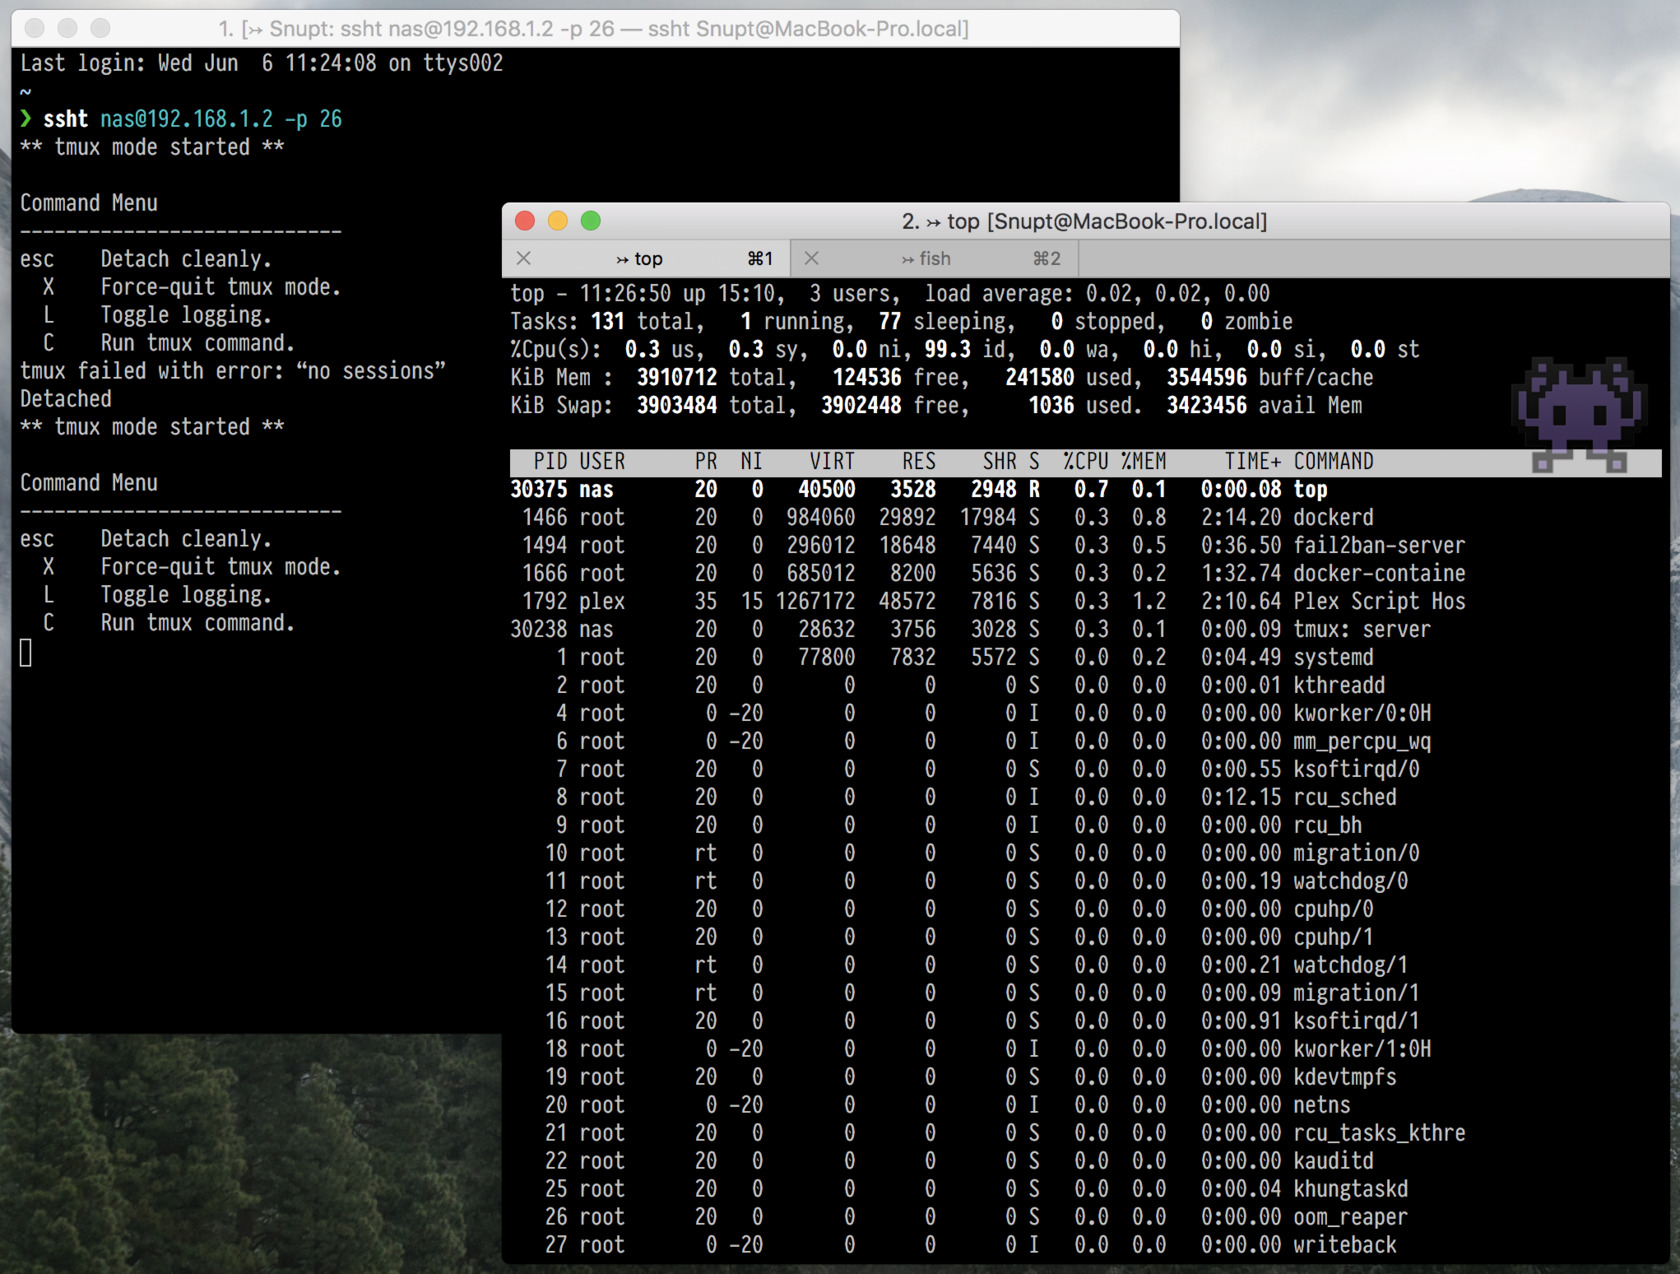 1. [↣ Snupt: ssht nas@192.168.1.2 -p 26 — ssht Snupt@MacBook-Pro.local]
Last login: Wed Jun  6 11:24:08 on ttys002
~
❯ ssht nas@192.168.1.2 -p 26
** tmux mode started **
Command Menu
----------------------------
esc    Detach cleanly.
  X    Force-quit tmux mode.
  L    Toggle logging.
  C    Run tmux command.
tmux failed with error: “no sessions”
Detached
** tmux mode started **
Command Menu
----------------------------
esc    Detach cleanly.
  X    Force-quit tmux mode.
  L    Toggle logging.
  C    Run tmux command.
2. ↣ top [Snupt@MacBook-Pro.local]
↣ top ⌘1 ↣ fish ⌘2
top - 11:26:50 up 15:10,  3 users,  load average: 0.02, 0.02, 0.00
Tasks: 131 total,   1 running,  77 sleeping,   0 stopped,   0 zombie
%Cpu(s):  0.3 us,  0.3 sy,  0.0 ni, 99.3 id,  0.0 wa,  0.0 hi,  0.0 si,  0.0 st
KiB Mem :  3910712 total,   124536 free,   241580 used,  3544596 buff/cache
KiB Swap:  3903484 total,  3902448 free,     1036 used.  3423456 avail Mem
PID USER      PR  NI    VIRT    RES    SHR S  %CPU %MEM     TIME+ COMMAND
30375 nas       20   0   40500   3528   2948 R   0.7  0.1   0:00.08 top
1466 root      20   0  984060  29892  17984 S   0.3  0.8   2:14.20 dockerd
1494 root      20   0  296012  18648   7440 S   0.3  0.5   0:36.50 fail2ban-server
1666 root      20   0  685012   8200   5636 S   0.3  0.2   1:32.74 docker-containe
1792 plex      35  15 1267172  48572   7816 S   0.3  1.2   2:10.64 Plex Script Hos
30238 nas       20   0   28632   3756   3028 S   0.3  0.1   0:00.09 tmux: server
1 root      20   0   77800   7832   5572 S   0.0  0.2   0:04.49 systemd
2 root      20   0       0      0      0 S   0.0  0.0   0:00.01 kthreadd
4 root       0 -20       0      0      0 I   0.0  0.0   0:00.00 kworker/0:0H
6 root       0 -20       0      0      0 I   0.0  0.0   0:00.00 mm_percpu_wq
7 root      20   0       0      0      0 S   0.0  0.0   0:00.55 ksoftirqd/0
8 root      20   0       0      0      0 I   0.0  0.0   0:12.15 rcu_sched
9 root      20   0       0      0      0 I   0.0  0.0   0:00.00 rcu_bh
10 root      rt   0       0      0      0 S   0.0  0.0   0:00.00 migration/0
11 root      rt   0       0      0      0 S   0.0  0.0   0:00.19 watchdog/0
12 root      20   0       0      0      0 S   0.0  0.0   0:00.00 cpuhp/0
13 root      20   0       0      0      0 S   0.0  0.0   0:00.00 cpuhp/1
14 root      rt   0       0      0      0 S   0.0  0.0   0:00.21 watchdog/1
15 root      rt   0       0      0      0 S   0.0  0.0   0:00.09 migration/1
16 root      20   0       0      0      0 S   0.0  0.0   0:00.91 ksoftirqd/1
18 root       0 -20       0      0      0 I   0.0  0.0   0:00.00 kworker/1:0H
19 root      20   0       0      0      0 S   0.0  0.0   0:00.00 kdevtmpfs
20 root       0 -20       0      0      0 I   0.0  0.0   0:00.00 netns
21 root      20   0       0      0      0 S   0.0  0.0   0:00.00 rcu_tasks_kthre
22 root      20   0       0      0      0 S   0.0  0.0   0:00.00 kauditd
25 root      20   0       0      0      0 S   0.0  0.0   0:00.04 khungtaskd
26 root      20   0       0      0      0 S   0.0  0.0   0:00.00 oom_reaper
27 root       0 -20       0      0      0 I   0.0  0.0   0:00.00 writeback